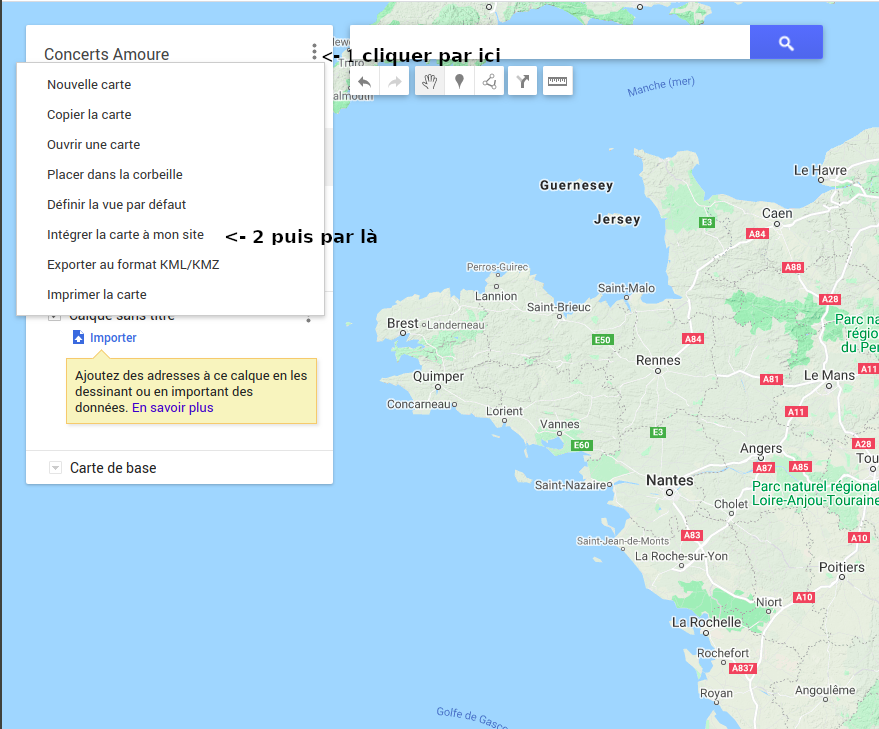 Concerts Amoure
<- 1 cliquer par ici
Nouvelle carte
Copier la carte
Ouvrir une carte
Placer dans la corbeille
Définir la vue par défaut
Intégrer la carte à mon site
<- 2 puis par là
Exporter au format KML/KMZ
Imprimer la carte
Calque sans titre
Importer
Ajoutez des adresses à ce calque en les
dessinant ou en important des
données. En savoir plus
Carte de base
Manche (mer)
Le Havre
Guernesey
Caen
Jersey
E3
A84
A88
Perros-Guirec
Lannion
Saint-Malo
A28
Saint-Brieuc
Brest
Landerneau
Parc na
régio
du Per
E50
A84
Rennes
A11
Quimper
A81
Le Mans
Concarneau
Lorient
A11
Vannes
E3
E60
A28
Angers
A87
A85
Tou
Nantes
Saint-Nazaire
Parc naturel régional
Loire-Anjou-Touraine
Cholet
A83
A10
Saint-Jean-de-Monts
La Roche-sur-Yon
Poitiers
A10
Niort
La Rochelle
Rochefort
A837
Royan
Angoulême
Golfe de Gasc